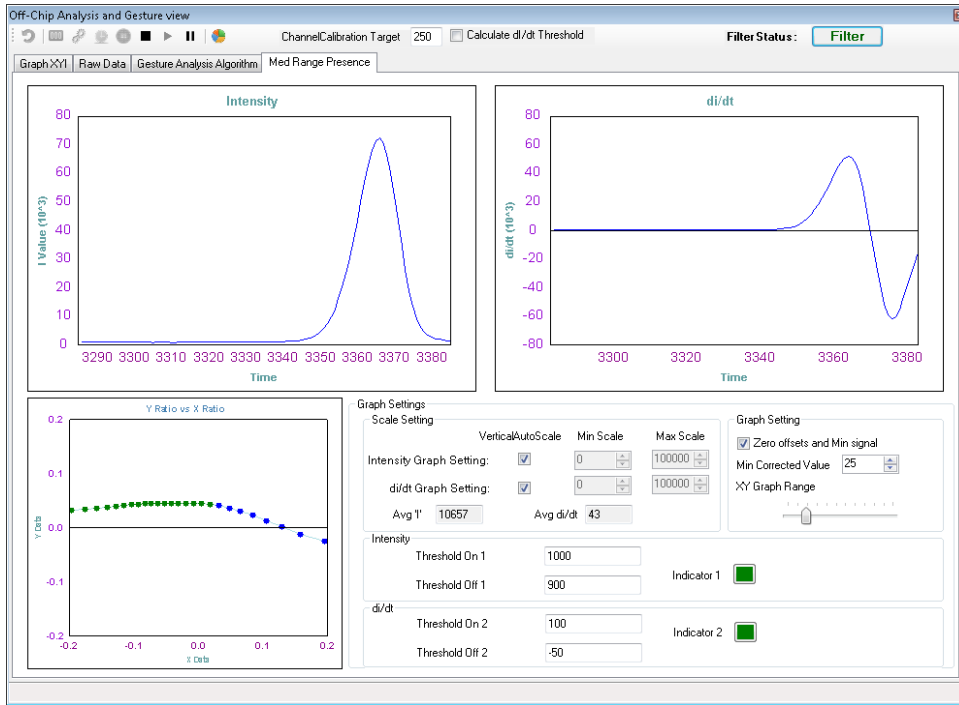 Off-Chip Analysis and Gesture view
ChannelCalibration Target 250 Calculate dI/dt Threshold FilterStatus: Filter
Graph XYI Raw Data Gesture Analysis Algorithm Med Range Presence
Intensity
80
70
60
50
40
30
20
10
0
I Value (10^3)
3290 3300 3310 3320 3330 3340 3350 3360 3370 3380
Time
di/dt
80
60
40
20
0
-20
-40
-60
-80
di/dt (10^3)
3300 3320 3340 3360 3380
Time
Y Ratio vs X Ratio
0.2
0.1
0.0
-0.1
-0.2
Y Data
-0.2 -0.1 0.0 0.1 0.2
X Data
Graph Settings
Scale Setting
VerticalAutoScale Min Scale Max Scale
Intensity Graph Setting: 0 100000
di/dt Graph Setting: 0 100000
Avg 'I' 10657 Avg di/dt 43
Graph Setting
Zero offsets and Min signal
Min Corrected Value 25
XY Graph Range
Intensity
Threshold On 1 1000
Threshold Off 1 900
Indicator 1
di/dt
Threshold On 2 100
Threshold Off 2 -50
Indicator 2